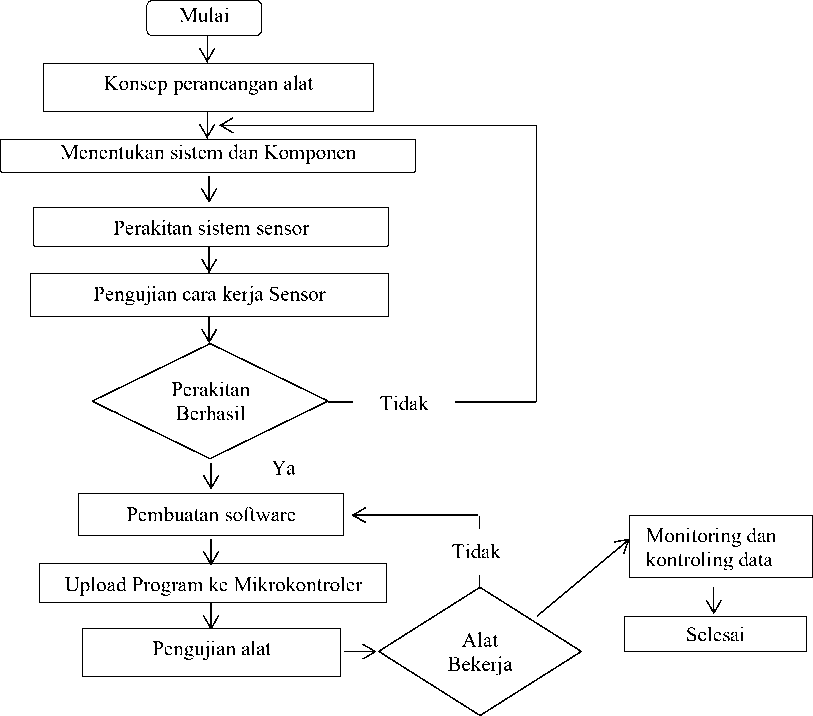 Mulai
Konsep perancangan alat
Menentukan sistem dan Komponen
Perakitan sistem sensor
Pengujian cara kerja Sensor
Perakitan
Berhasil
Tidak
Ya
Pembuatan software
Tidak
Upload Program ke Mikrokontroler
Pengujian alat
Alat
Bekerja
Monitoring dan
kontroling data
Selesai